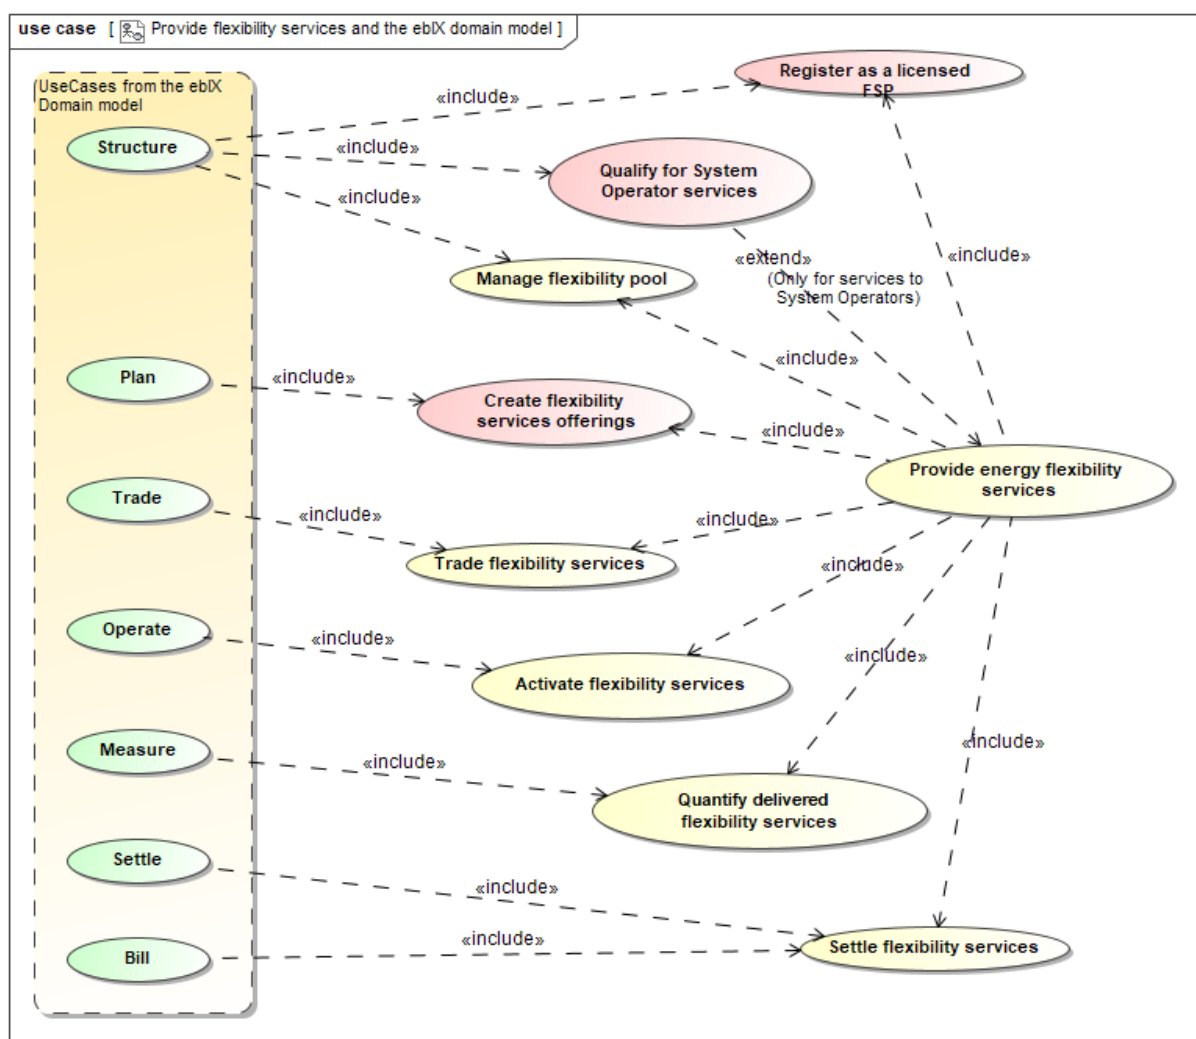 use case [ Provide flexibility services and the ebIX domain model ]
UseCases from the ebIX
Domain model
Register as a licensed
FSP
«include»
Structure
«include»
Qualify for System
Operator services
«include»
«extend»
(Only for services to
System Operators)
«include»
Manage flexibility pool
«include»
Plan
«include»
Create flexibility
services offerings
«include»
Provide energy flexibility
services
Trade
«include»
«include»
Trade flexibility services
«include»
Operate
«include»
«include»
Activate flexibility services
Measure
«include»
«include»
Quantify delivered
flexibility services
Settle
«include»
Bill
«include»
Settle flexibility services